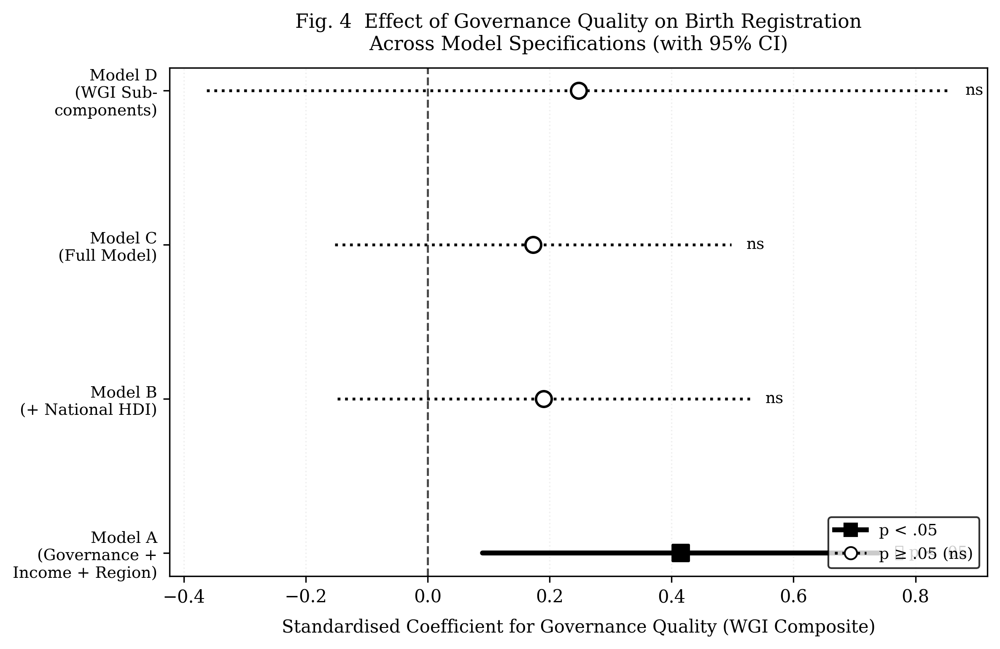 Fig. 4  Effect of Governance Quality on Birth Registration
Across Model Specifications (with 95% CI)
Model D
(WGI Sub-
components)
ns
Model C
(Full Model)
ns
Model B
(+ National HDI)
ns
Model A
(Governance +
Income + Region)
p < .05
p ≥ .05 (ns)
p < .05
−0.4
−0.2
0.0
0.2
0.4
0.6
0.8
Standardised Coefficient for Governance Quality (WGI Composite)